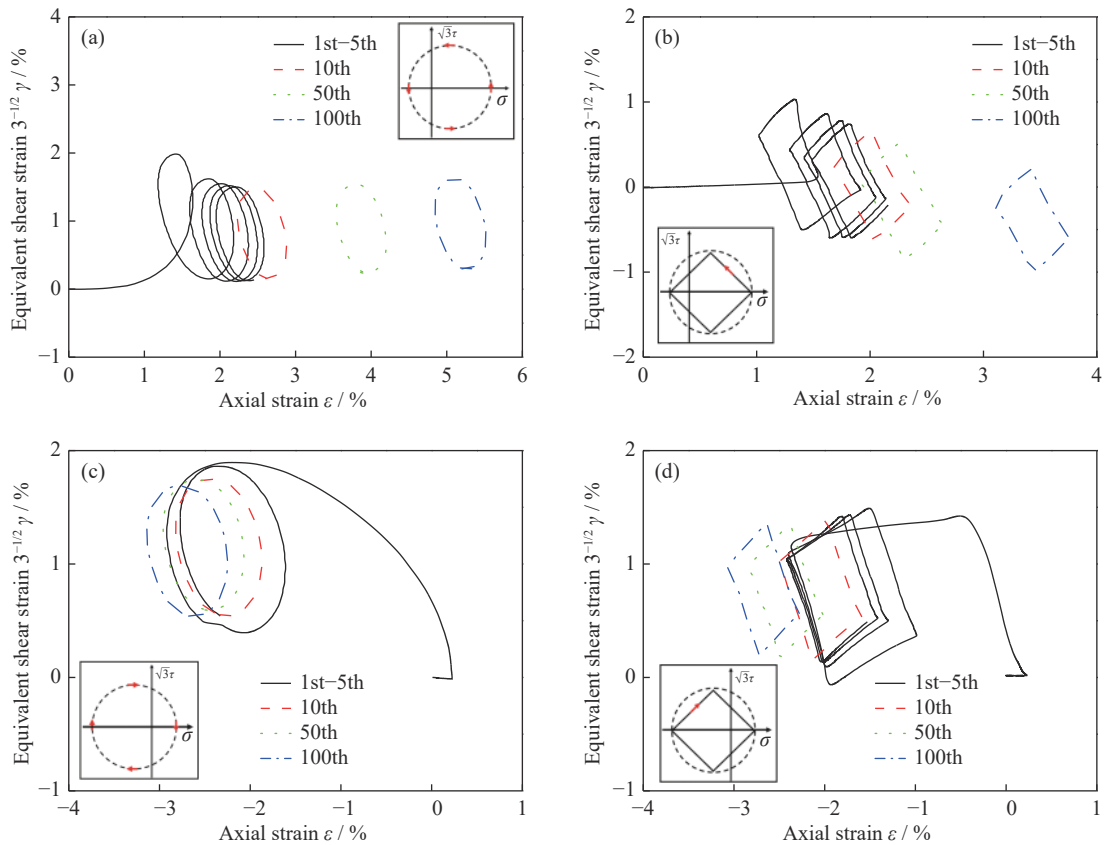 (a)
4
3
2
1
0
−1
0 1 2 3 4 5 6
Equivalent shear strain 3⁻¹/² γ / %
Axial strain ε / %
1st−5th
10th
50th
100th
√3τ
σ
(b)
2
1
0
−1
−2
0 1 2 3 4
Equivalent shear strain 3⁻¹/² γ / %
Axial strain ε / %
1st−5th
10th
50th
100th
√3τ
σ
(c)
2
1
0
−1
−4 −3 −2 −1 0 1
Equivalent shear strain 3⁻¹/² γ / %
Axial strain ε / %
1st−5th
10th
50th
100th
√3τ
σ
(d)
2
1
0
−1
−4 −3 −2 −1 0 1
Equivalent shear strain 3⁻¹/² γ / %
Axial strain ε / %
1st−5th
10th
50th
100th
√3τ
σ